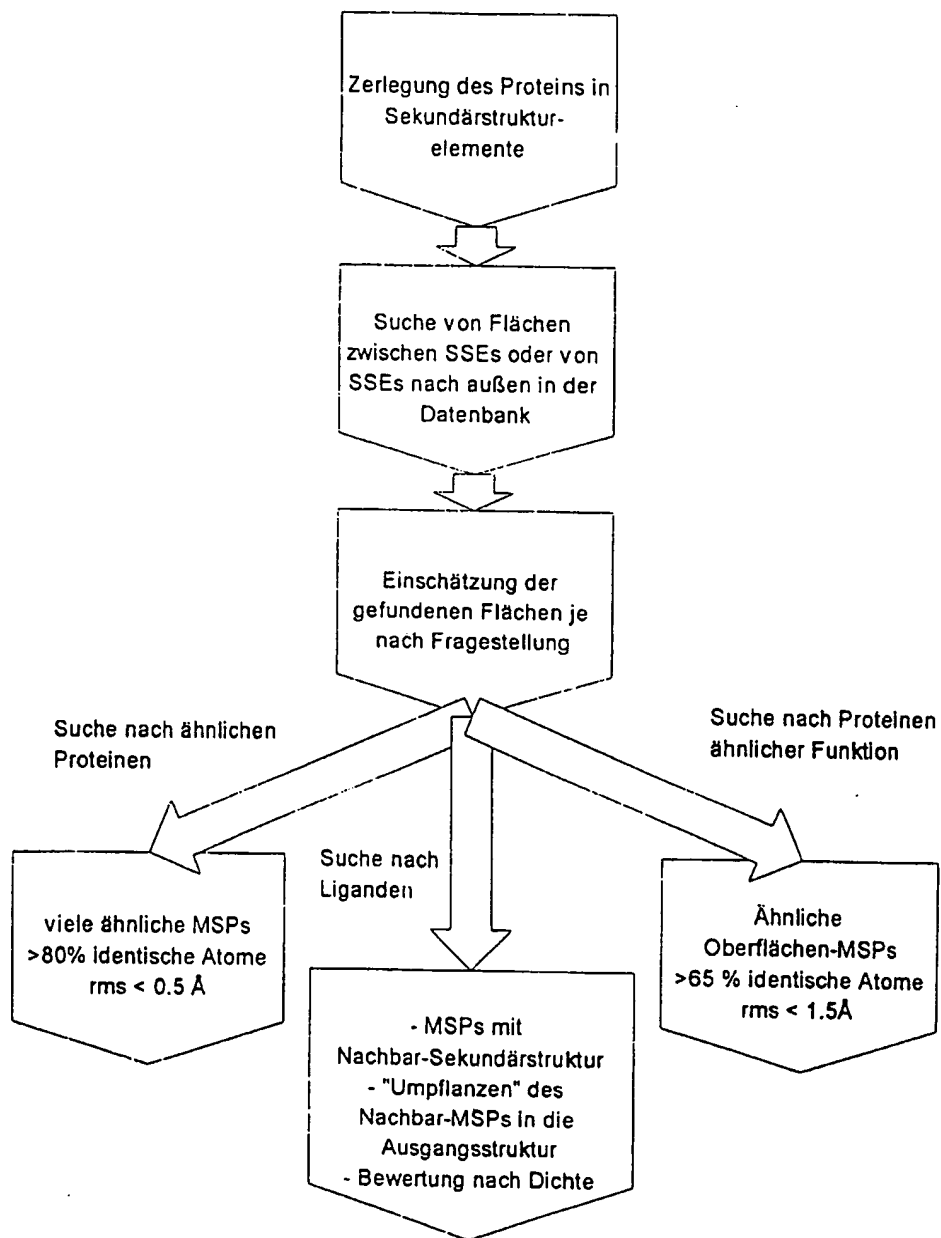 Zerlegung des Proteins in
Sekundärstruktur-
elemente
Suche von Flächen
zwischen SSEs oder von
SSEs nach außen in der
Datenbank
Einschätzung der
gefundenen Flächen je
nach Fragestellung
Suche nach ähnlichen
Proteinen
Suche nach
Liganden
Suche nach Proteinen
ähnlicher Funktion
viele ähnliche MSPs
>80% identische Atome
rms < 0.5 Å
- MSPs mit
Nachbar-Sekundärstruktur
- "Umpflanzen" des
Nachbar-MSPs in die
Ausgangsstruktur
- Bewertung nach Dichte
Ähnliche
Oberflächen-MSPs
>65 % identische Atome
rms < 1.5Å